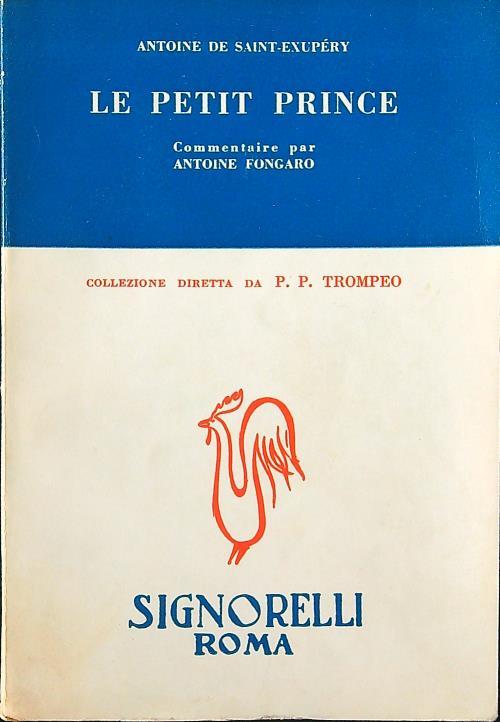 ANTOINE DE SAINT-EXUPÉRY
LE PETIT PRINCE
Commentaire par
ANTOINE FONGARO
COLLEZIONE DIRETTA DA P. P. TROMPEO
SIGNORELLI
ROMA